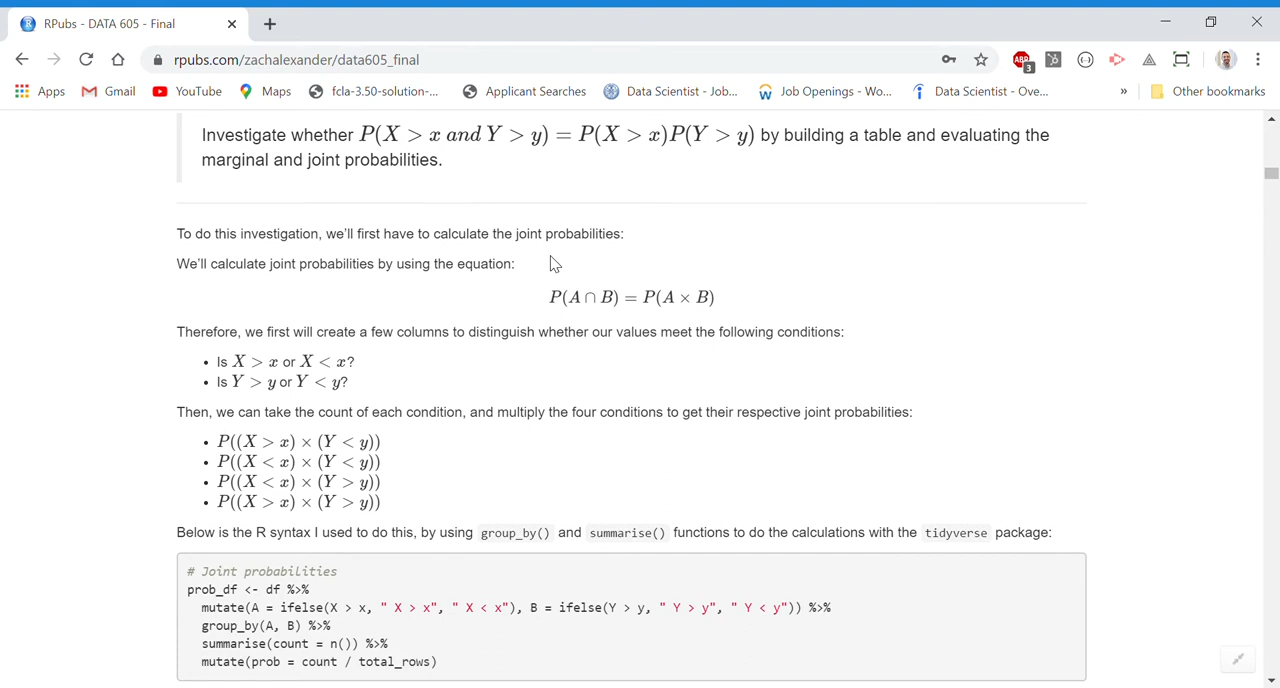 RPubs - DATA 605 - Final
rpubs.com/zachalexander/data605_final
ABP
3
Apps Gmail YouTube Maps fcla-3.50-solution-... Applicant Searches Data Scientist - Job... Job Openings - Wo... Data Scientist - Ove... » Other bookmarks
Investigate whether P(X > x and Y > y) = P(X > x)P(Y > y) by building a table and evaluating the
marginal and joint probabilities.
To do this investigation, we'll first have to calculate the joint probabilities:
We'll calculate joint probabilities by using the equation:
P(A ∩ B) = P(A × B)
Therefore, we first will create a few columns to distinguish whether our values meet the following conditions:
• Is X > x or X < x?
• Is Y > y or Y < y?
Then, we can take the count of each condition, and multiply the four conditions to get their respective joint probabilities:
• P((X > x) × (Y < y))
• P((X < x) × (Y < y))
• P((X < x) × (Y > y))
• P((X > x) × (Y > y))
Below is the R syntax I used to do this, by using group_by() and summarise() functions to do the calculations with the tidyverse package:
# Joint probabilities
prob_df <- df %>%
mutate(A = ifelse(X > x, " X > x", " X < x"), B = ifelse(Y > y, " Y > y", " Y < y")) %>%
group_by(A, B) %>%
summarise(count = n()) %>%
mutate(prob = count / total_rows)